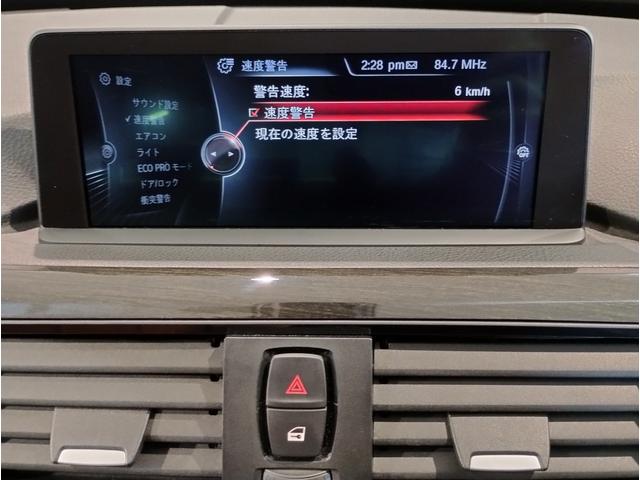 速度警告 2:28 pm 84.7 MHz
設定
サウンド設定
速度警告
エアコン
ライト
ECO PRO モード
ドア/ロック
衝突警告
警告速度: 6 km/h
速度警告
現在の速度を設定